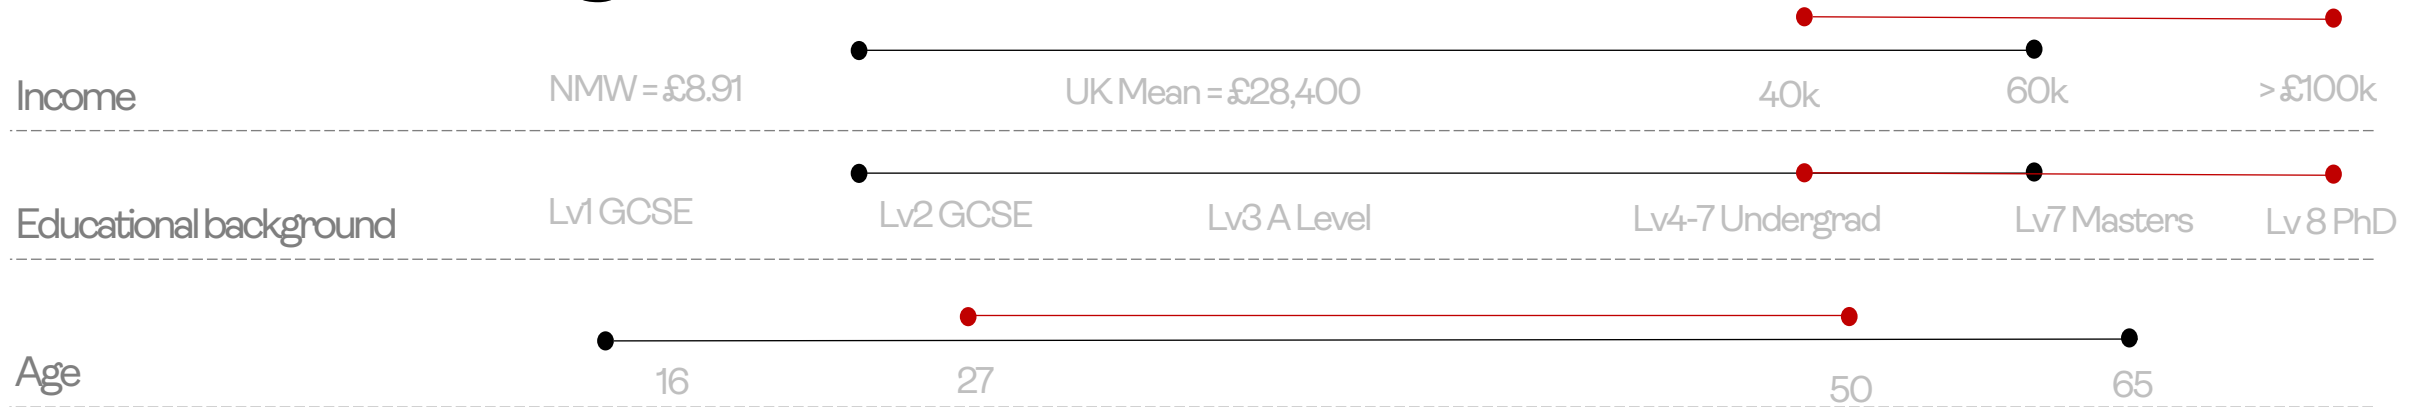 Income NMW = £8.91 UK Mean = £28,400 40k 60k > £100k
Educational background Lv1 GCSE Lv2 GCSE Lv3 A Level Lv4-7 Undergrad Lv7 Masters Lv 8 PhD
Age 16 27 50 65